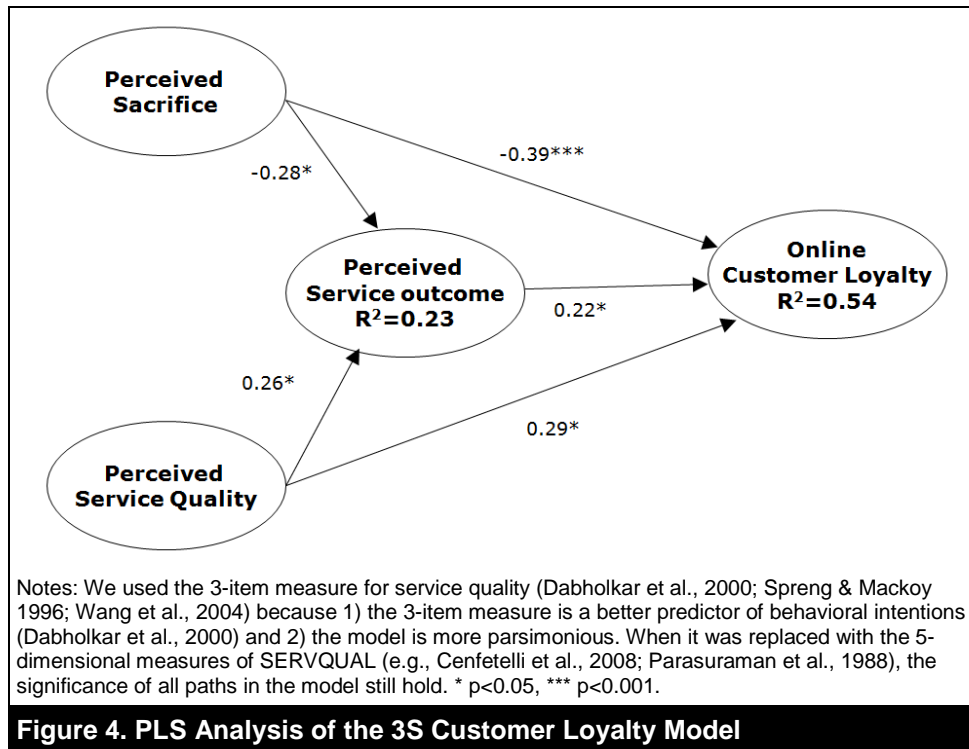 Perceived
Sacrifice
-0.39***
-0.28*
Online
Customer Loyalty
R²=0.54
Perceived
Service outcome
R²=0.23
0.22*
0.26*
0.29*
Perceived
Service Quality
Notes: We used the 3-item measure for service quality (Dabholkar et al., 2000; Spreng & Mackoy
1996; Wang et al., 2004) because 1) the 3-item measure is a better predictor of behavioral intentions
(Dabholkar et al., 2000) and 2) the model is more parsimonious. When it was replaced with the 5-
dimensional measures of SERVQUAL (e.g., Cenfetelli et al., 2008; Parasuraman et al., 1988), the
significance of all paths in the model still hold. * p<0.05, *** p<0.001.
Figure 4. PLS Analysis of the 3S Customer Loyalty Model